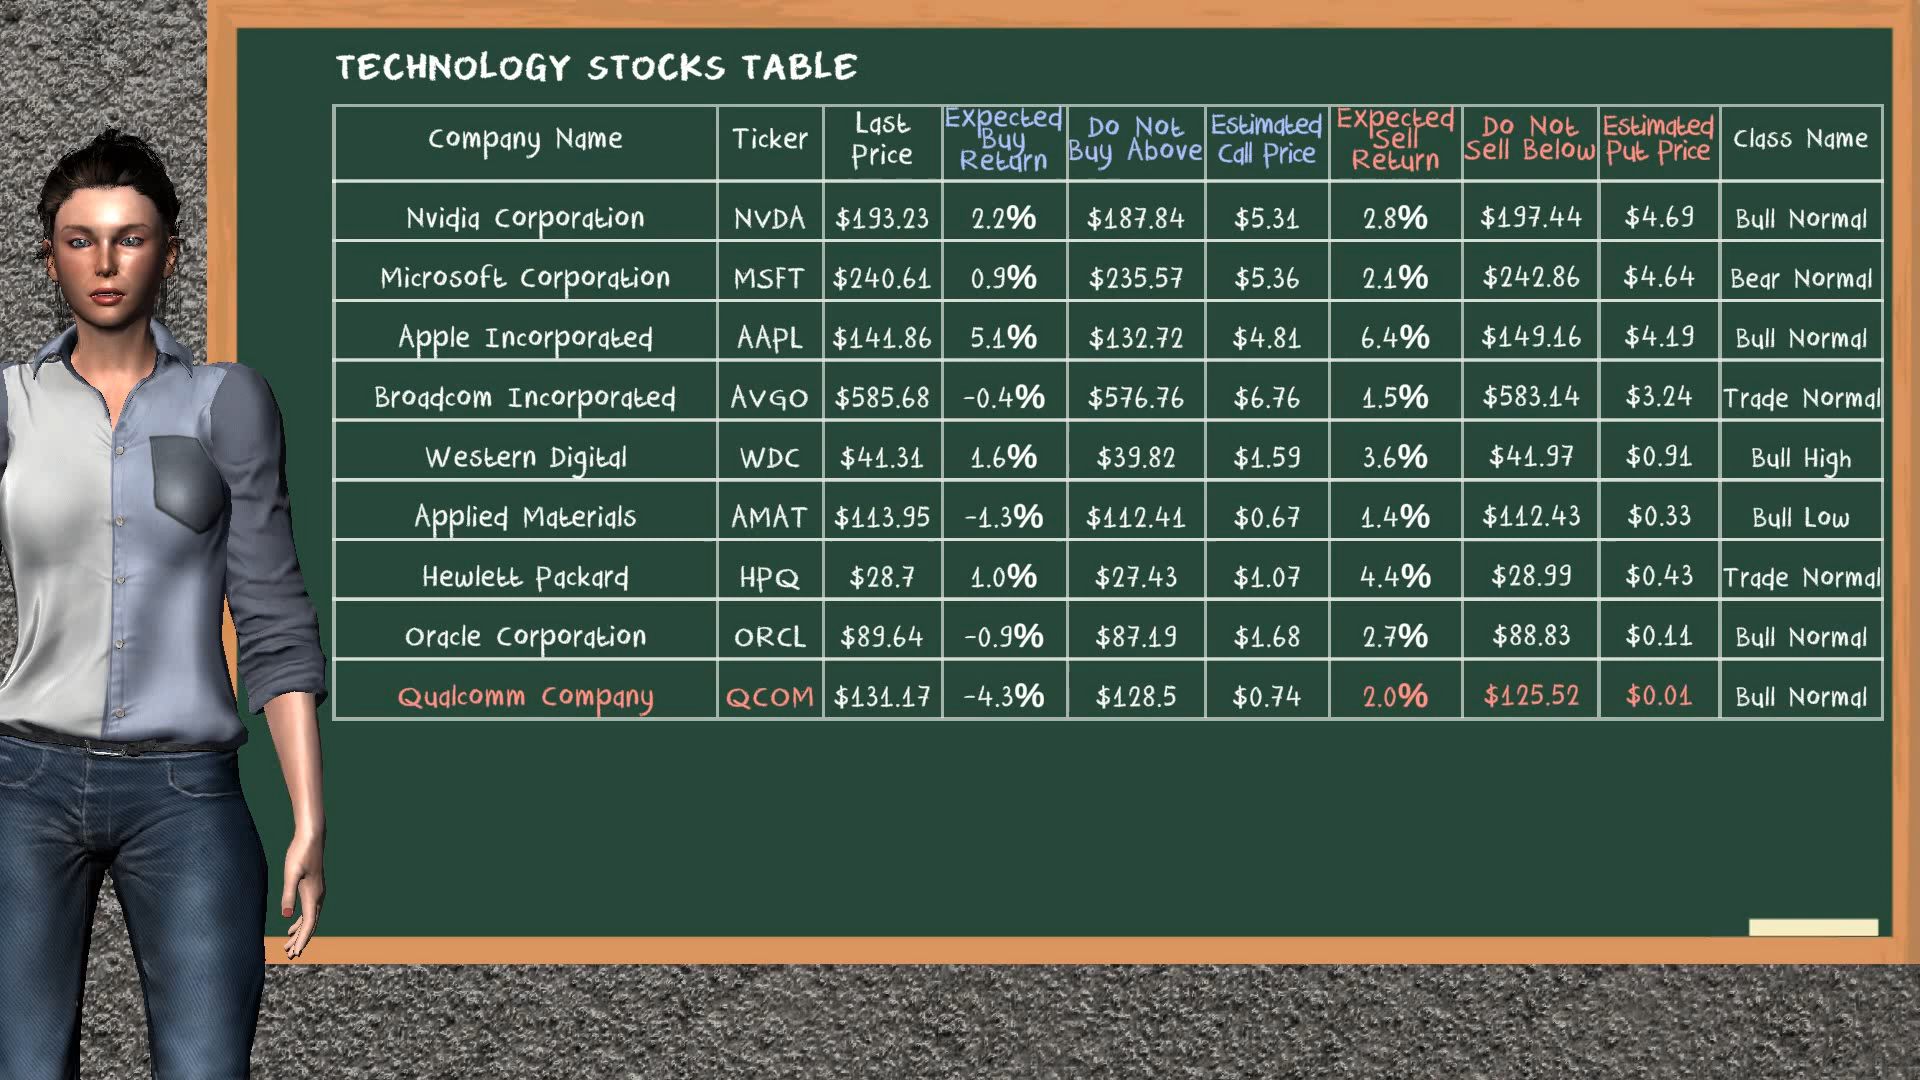 TECHNOLOGY STOCKS TABLE
Company Name Ticker Last Price Expected Buy Return Do Not Buy Above Estimated Call Price Expected Sell Return Do Not Sell Below Estimated Put Price Class Name
Nvidia Corporation NVDA $193.23 2.2% $187.84 $5.31 2.8% $197.44 $4.69 Bull Normal
Microsoft Corporation MSFT $240.61 0.9% $235.57 $5.36 2.1% $242.86 $4.64 Bear Normal
Apple Incorporated AAPL $141.86 5.1% $132.72 $4.81 6.4% $149.16 $4.19 Bull Normal
Broadcom Incorporated AVGO $585.68 -0.4% $576.76 $6.76 1.5% $583.14 $3.24 Trade Normal
Western Digital WDC $41.31 1.6% $39.82 $1.59 3.6% $41.97 $0.91 Bull High
Applied Materials AMAT $113.95 -1.3% $112.41 $0.67 1.4% $112.43 $0.33 Bull Low
Hewlett Packard HPQ $28.7 1.0% $27.43 $1.07 4.4% $28.99 $0.43 Trade Normal
Oracle Corporation ORCL $89.64 -0.9% $87.19 $1.68 2.7% $88.83 $0.11 Bull Normal
Qualcomm Company QCOM $131.17 -4.3% $128.5 $0.74 2.0% $125.52 $0.01 Bull Normal